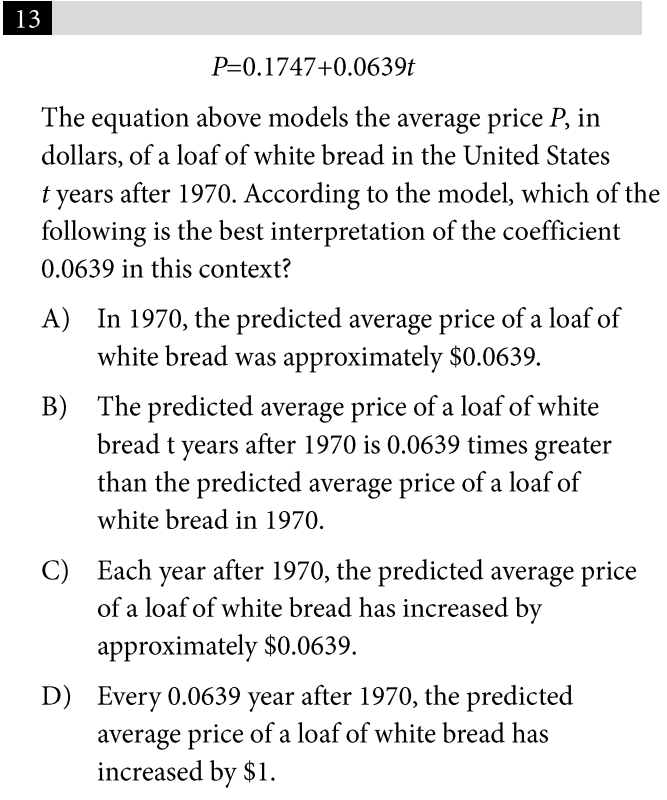 13
P=0.1747+0.0639t
The equation above models the average price P, in
dollars, of a loaf of white bread in the United States
t years after 1970. According to the model, which of the
following is the best interpretation of the coefficient
0.0639 in this context?
A) In 1970, the predicted average price of a loaf of
white bread was approximately $0.0639.
B) The predicted average price of a loaf of white
bread t years after 1970 is 0.0639 times greater
than the predicted average price of a loaf of
white bread in 1970.
C) Each year after 1970, the predicted average price
of a loaf of white bread has increased by
approximately $0.0639.
D) Every 0.0639 year after 1970, the predicted
average price of a loaf of white bread has
increased by $1.